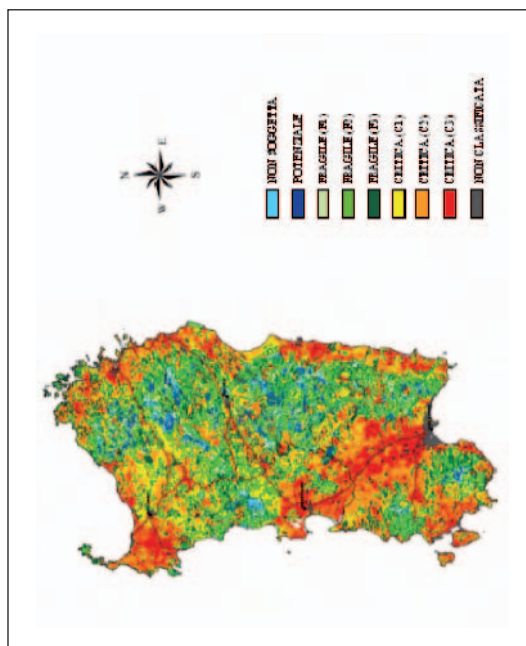 N
E
S
W
NON SOGGETTA
POTENZIALE
FRAGILE (F1)
FRAGILE (F2)
FRAGILE (F3)
CRITICA (C1)
CRITICA (C2)
CRITICA (C3)
NON CLASSIFICATA